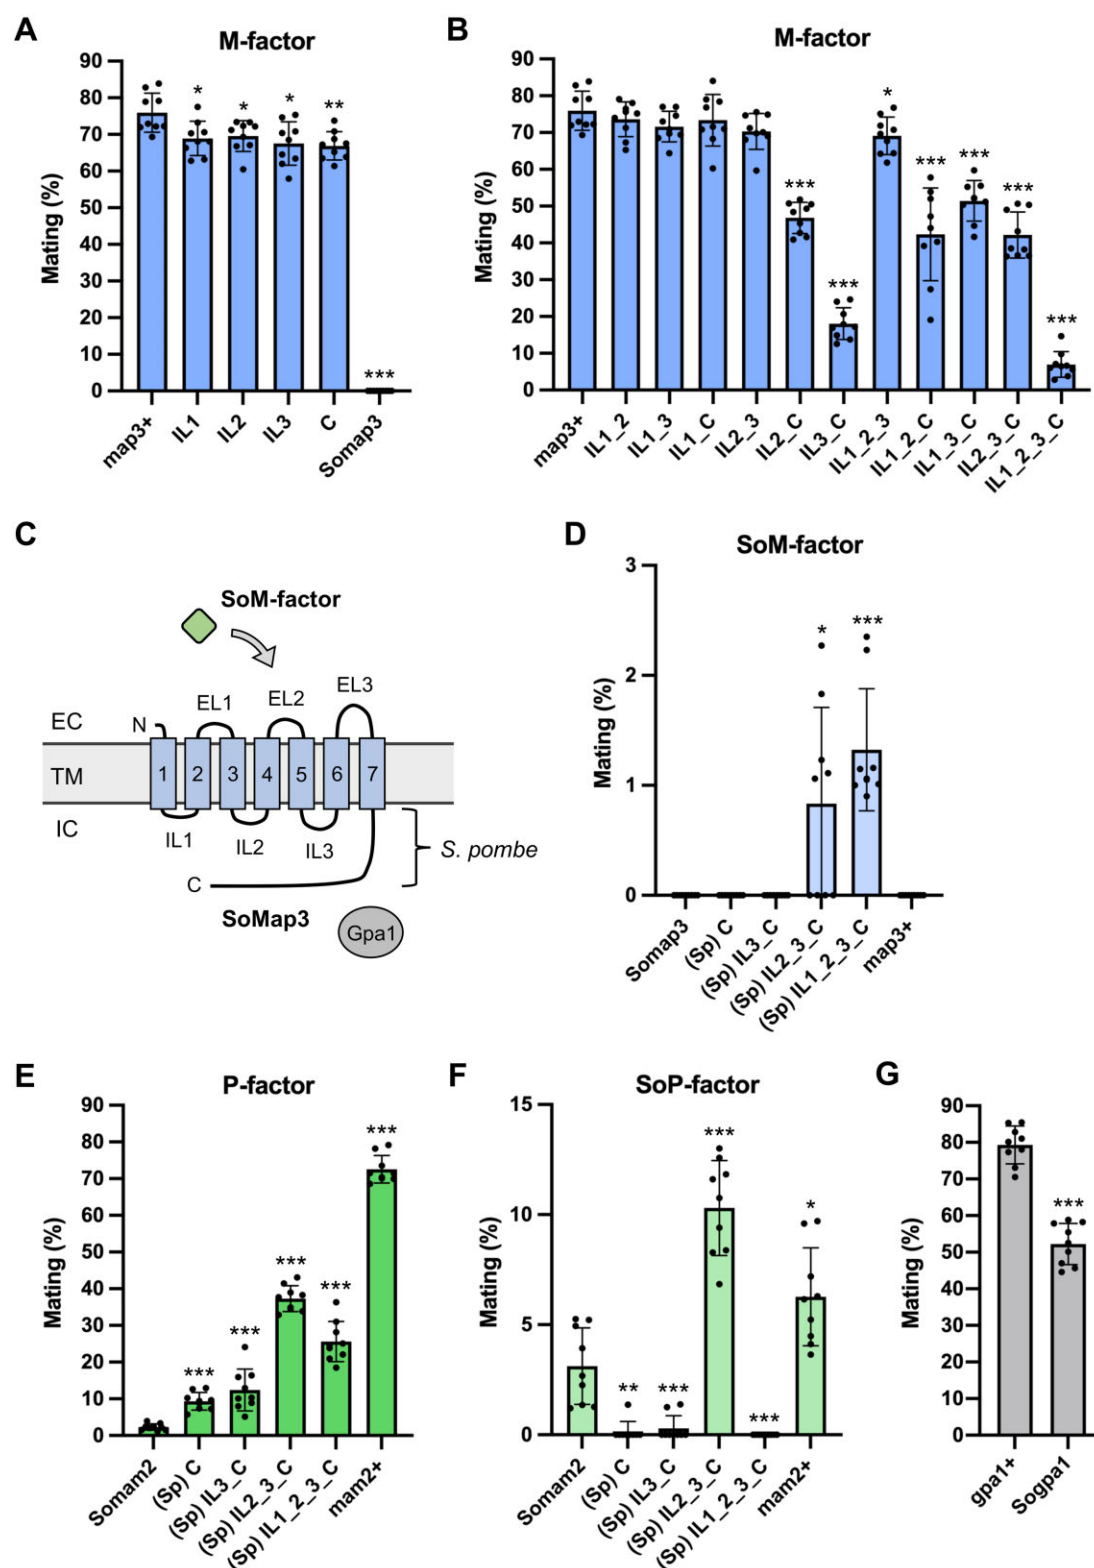 A
M-factor
Mating (%)
90
80
70
60
50
40
30
20
10
0
*
*
*
**
***
map3+
IL1
IL2
IL3
C
Somap3
B
M-factor
Mating (%)
90
80
70
60
50
40
30
20
10
0
***
***
*
***
***
***
***
map3+
IL1_2
IL1_3
IL1_C
IL2_3
IL2_C
IL3_C
IL1_2_3
IL1_2_C
IL1_3_C
IL2_3_C
IL1_2_3_C
C
SoM-factor
EL1
EL2
EL3
N
EC
TM
IC
1
2
3
4
5
6
7
IL1
IL2
IL3
S. pombe
C
SoMap3
Gpa1
D
SoM-factor
Mating (%)
3
2
1
0
*
***
Somap3
(Sp) C
(Sp) IL3_C
(Sp) IL2_3_C
(Sp) IL1_2_3_C
map3+
E
P-factor
Mating (%)
90
80
70
60
50
40
30
20
10
0
***
***
***
***
***
Somam2
(Sp) C
(Sp) IL3_C
(Sp) IL2_3_C
(Sp) IL1_2_3_C
mam2+
F
SoP-factor
Mating (%)
15
10
5
0
**
***
***
***
*
Somam2
(Sp) C
(Sp) IL3_C
(Sp) IL2_3_C
(Sp) IL1_2_3_C
mam2+
G
Mating (%)
90
80
70
60
50
40
30
20
10
0
***
gpa1+
Sogpa1